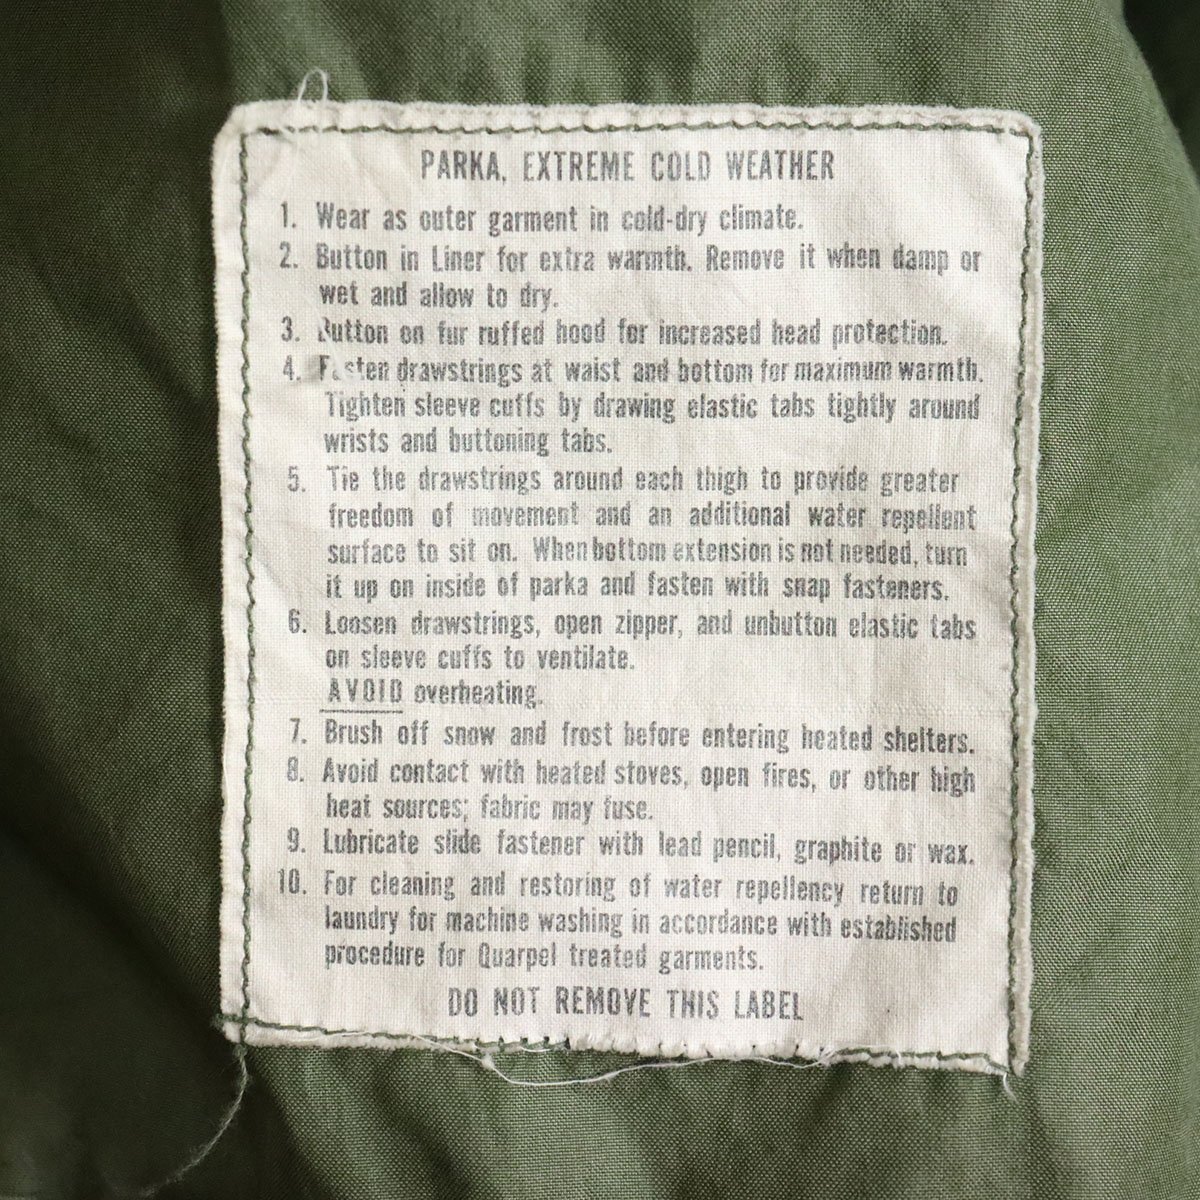 PARKA, EXTREME COLD WEATHER
1. Wear as outer garment in cold-dry climate.
2. Button in Liner for extra warmth. Remove it when damp or
wet and allow to dry.
3. Button on fur ruffed hood for increased head protection.
4. Fasten drawstrings at waist and bottom for maximum warmth.
Tighten sleeve cuffs by drawing elastic tabs tightly around
wrists and buttoning tabs.
5. Tie the drawstrings around each thigh to provide greater
freedom of movement and an additional water repellent
surface to sit on. When bottom extension is not needed, turn
it up on inside of parka and fasten with snap fasteners.
6. Loosen drawstrings, open zipper, and unbutton elastic tabs
on sleeve cuffs to ventilate.
AVOID overheating.
7. Brush off snow and frost before entering heated shelters.
8. Avoid contact with heated stoves, open fires, or other high
heat sources; fabric may fuse.
9. Lubricate slide fastener with lead pencil, graphite or wax.
10. For cleaning and restoring of water repellency return to
laundry for machine washing in accordance with established
procedure for Quarpel treated garments.
DO NOT REMOVE THIS LABEL